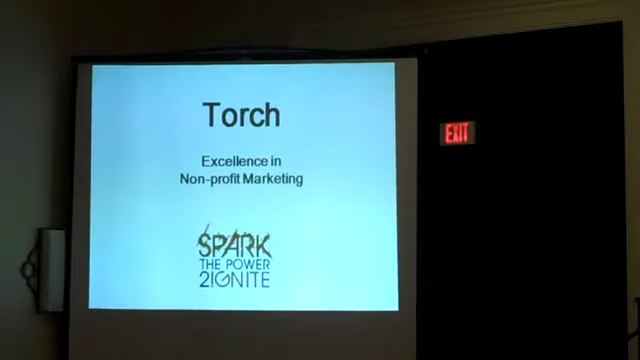 Torch
Excellence in
Non-profit Marketing
SPARK
THE POWER
2IGNITE
EXIT